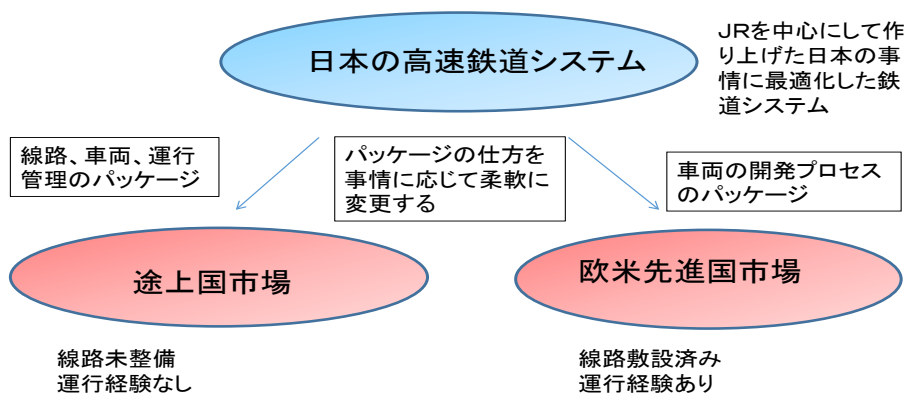 日本の高速鉄道システム
JRを中心にして作
り上げた日本の事
情に最適化した鉄
道システム
線路、車両、運行
管理のパッケージ
パッケージの仕方を
事情に応じて柔軟に
変更する
車両の開発プロセス
のパッケージ
途上国市場
欧米先進国市場
線路未整備
運行経験なし
線路敷設済み
運行経験あり